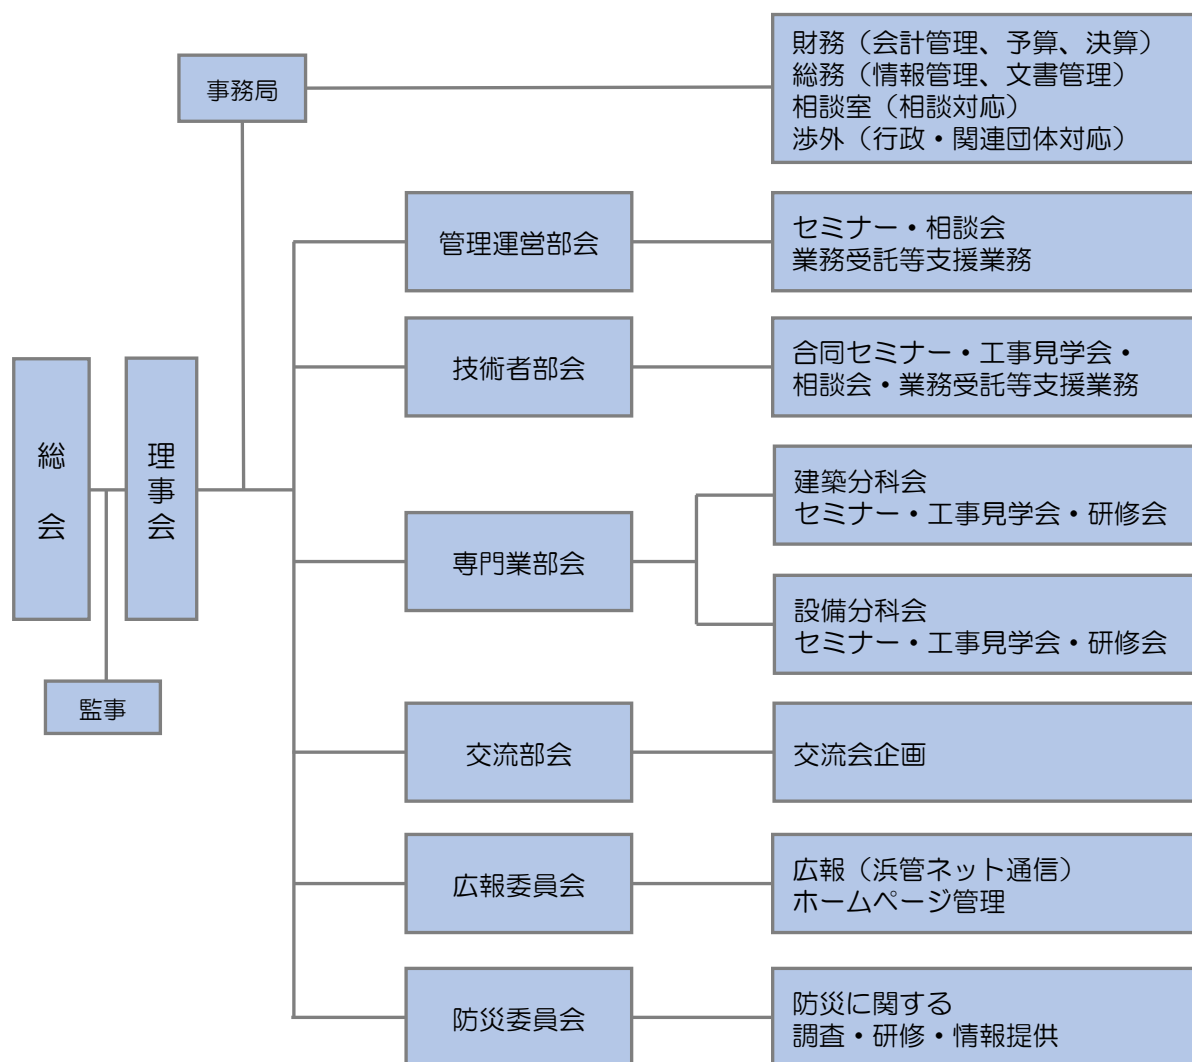 事務局
財務（会計管理、予算、決算）
総務（情報管理、文書管理）
相談室（相談対応）
渉外（行政・関連団体対応）
管理運営部会
セミナー・相談会
業務受託等支援業務
技術者部会
合同セミナー・工事見学会・
相談会・業務受託等支援業務
総会
理事会
監事
専門業部会
建築分科会
セミナー・工事見学会・研修会
設備分科会
セミナー・工事見学会・研修会
交流部会
交流会企画
広報委員会
広報（浜管ネット通信）
ホームページ管理
防災委員会
防災に関する
調査・研修・情報提供